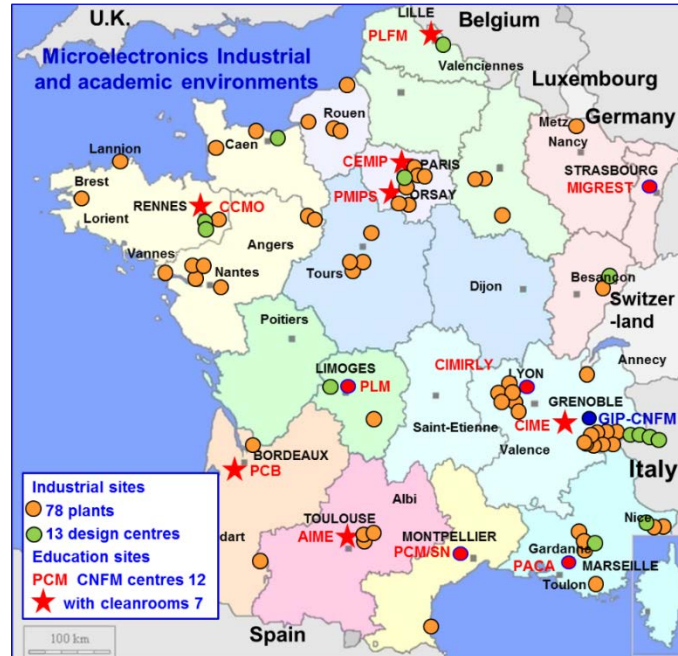 U.K.
LILLE
PLFM
Belgium
Microelectronics Industrial
and academic environments
Valenciennes
Luxembourg
Germany
Rouen
Metz
Nancy
Caen
Lannion
CEMIP
PARIS
STRASBOURG
MIGREST
Brest
PMIPS
ORSAY
RENNES
CCMO
Lorient
Angers
Vannes
Nantes
Tours
Dijon
Besançon
Switzer
-land
Poitiers
Annecy
LIMOGES
CIMIRLY
LYON
PLM
GRENOBLE
GIP-CNFM
Saint-Etienne
CIME
Valence
BORDEAUX
PCB
Italy
Industrial sites
78 plants
13 design centres
Education sites
PCM CNFM centres 12
with cleanrooms 7
Albi
TOULOUSE
AIME
MONTPELLIER
PCM/SN
Nice
Gardanne
MARSEILLE
PACA
Toulon
dart
Spain
100 km